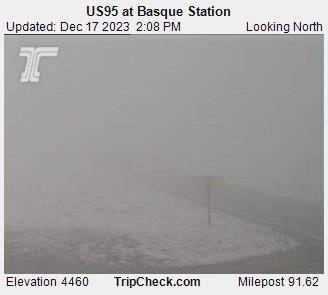 US95 at Basque Station
Updated: Dec 17 2023 2:08 PM Looking North
Elevation 4460 TripCheck.com Milepost 91.62